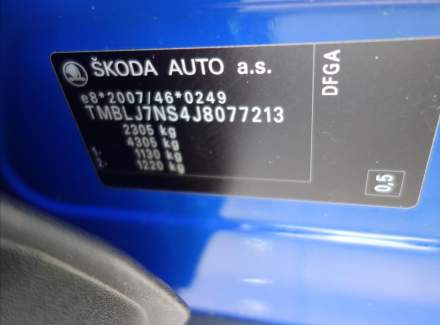 ŠKODA AUTO a.s.
e8*2007/46*0249
TMBLJ7NS4J8077213
2305 kg
4305 kg
1: 1130 kg
2: 1220 kg
DFGA
0,5